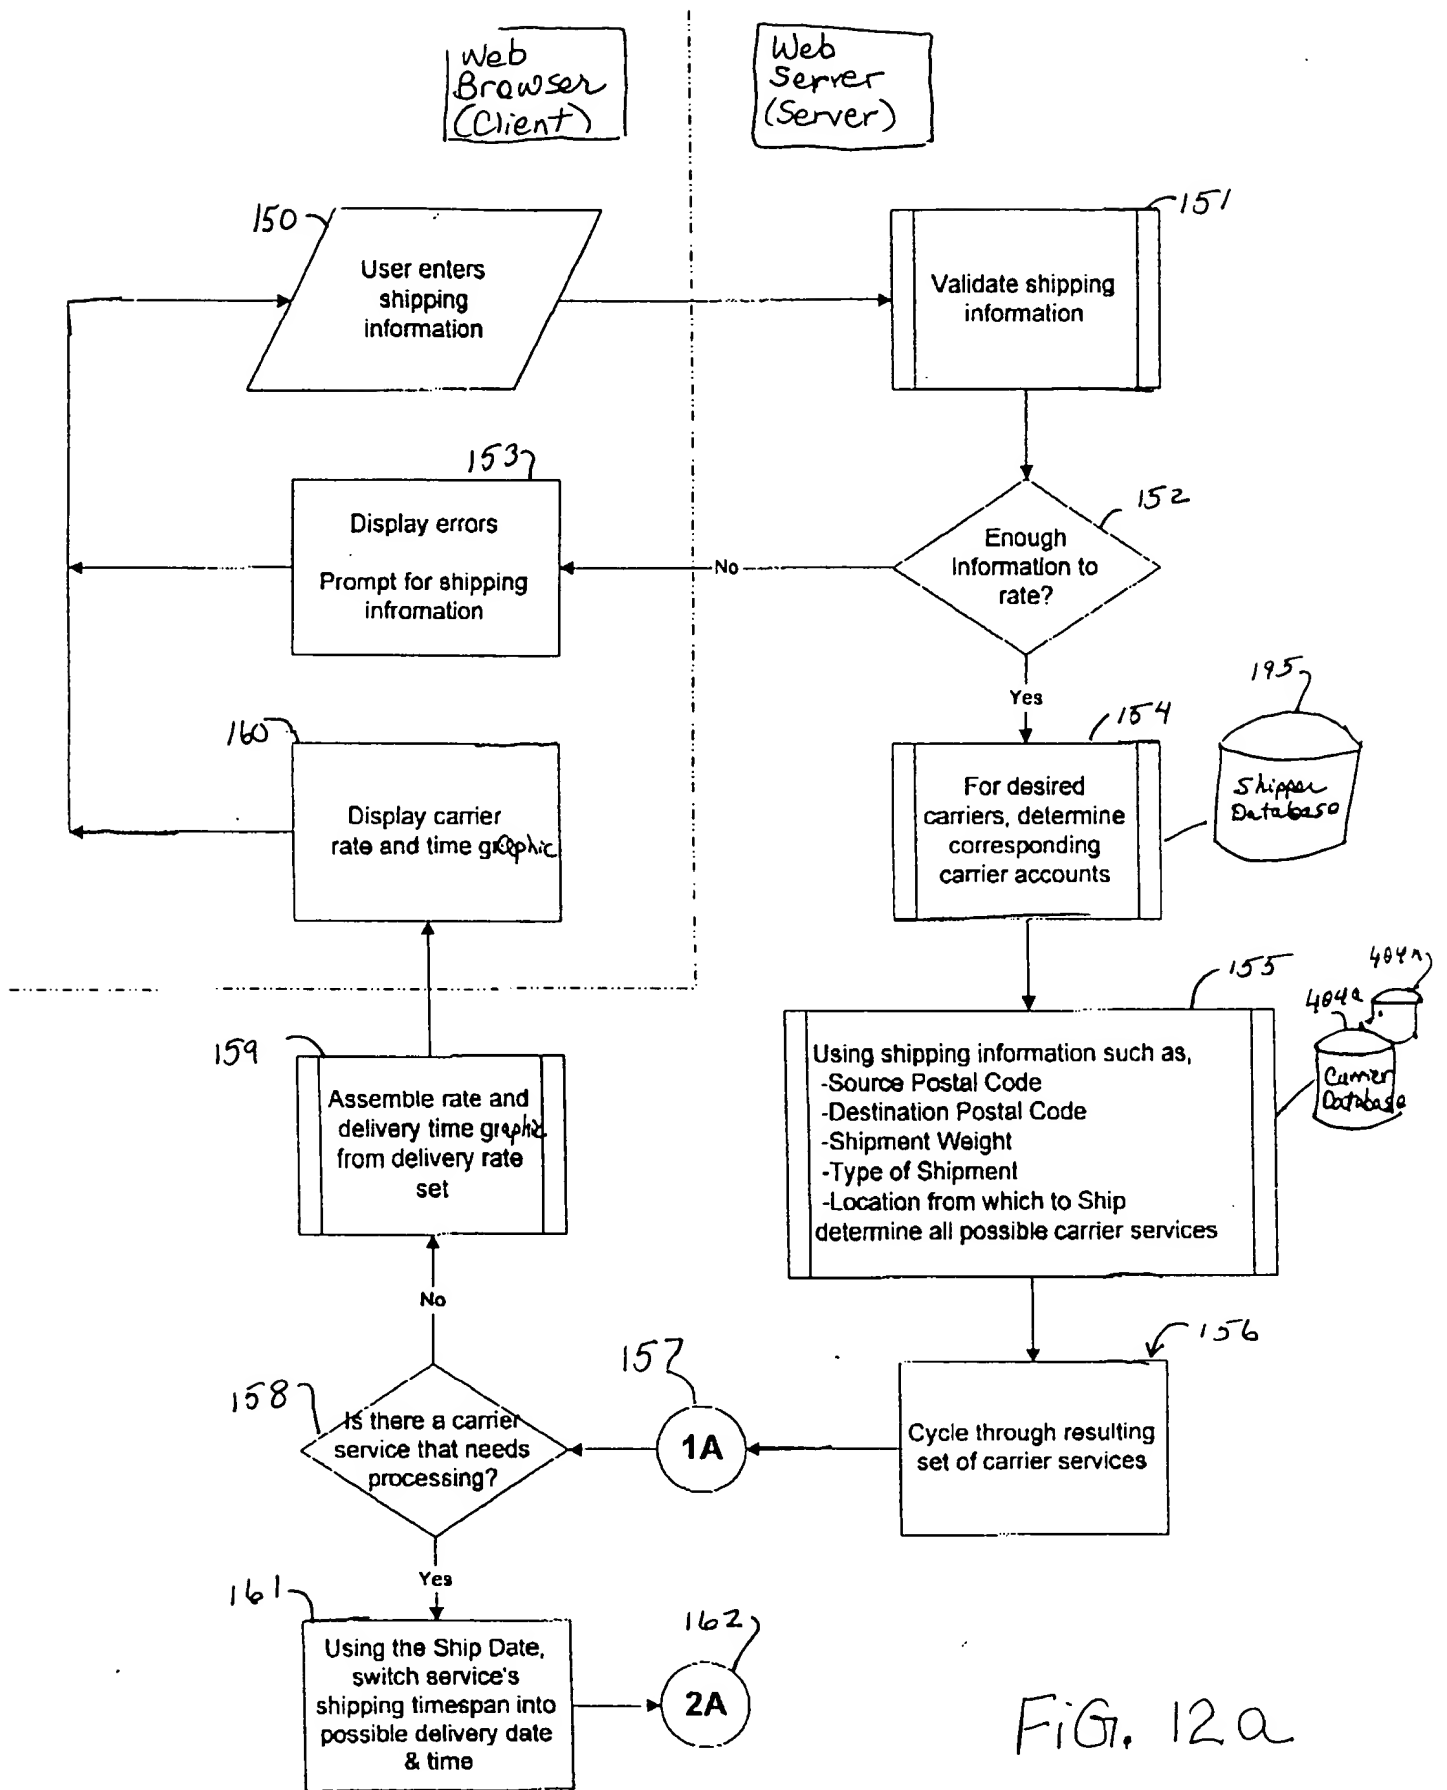 Web
Browser
(Client)
Web
Server
(Server)
150
User enters
shipping
information
151
Validate shipping
information
153
Display errors
Prompt for shipping
infromation
No
152
Enough
Information to
rate?
Yes
160
Display carrier
rate and time graphic
154
For desired
carriers, determine
corresponding
carrier accounts
195
Shipper
Database
155
Using shipping information such as,
-Source Postal Code
-Destination Postal Code
-Shipment Weight
-Type of Shipment
-Location from which to Ship
determine all possible carrier services
404a
404n
Carrier
Database
159
Assemble rate and
delivery time graphic
from delivery rate
set
No
158
Is there a carrier
service that needs
processing?
157
1A
156
Cycle through resulting
set of carrier services
Yes
161
Using the Ship Date,
switch service's
shipping timespan into
possible delivery date
& time
162
2A
FiG. 12a